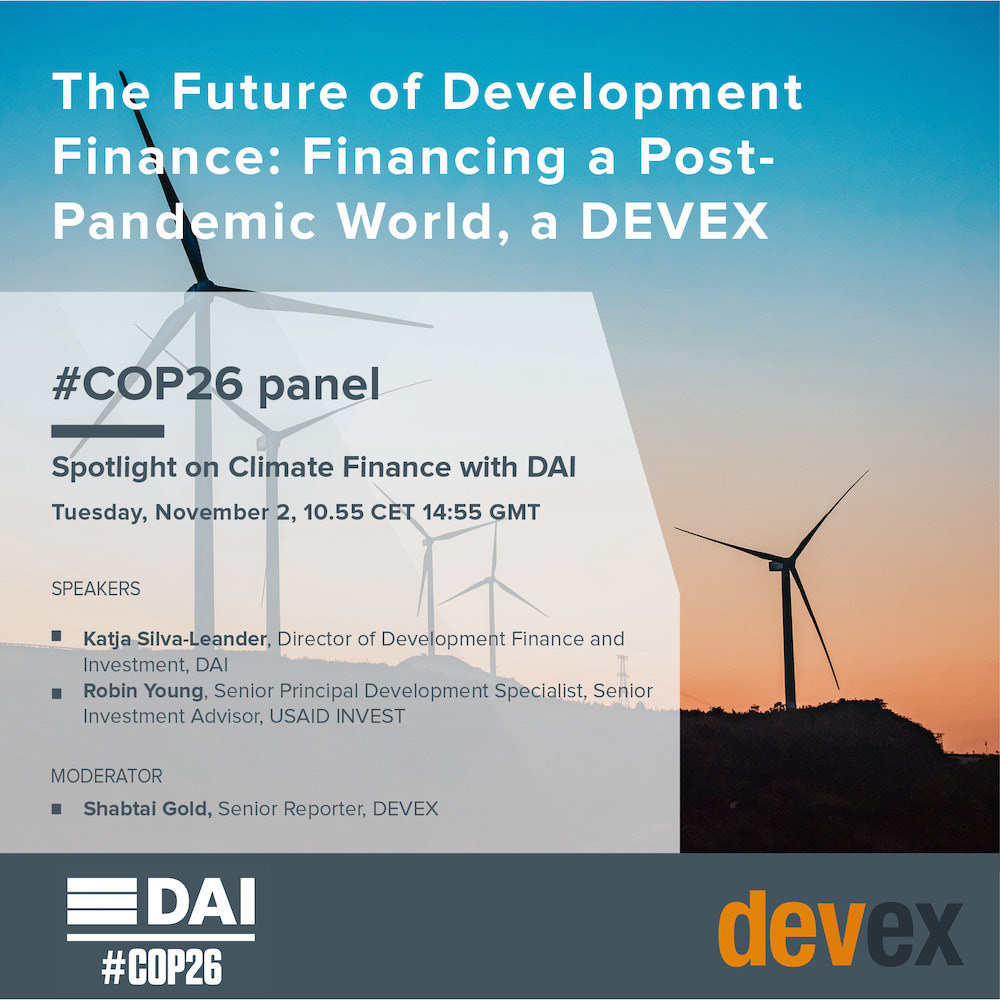 The Future of Development
Finance: Financing a Post-
Pandemic World, a DEVEX
#COP26 panel
Spotlight on Climate Finance with DAI
Tuesday, November 2, 10.55 CET 14:55 GMT
SPEAKERS
Katja Silva-Leander, Director of Development Finance and
Investment, DAI
Robin Young, Senior Principal Development Specialist, Senior
Investment Advisor, USAID INVEST
MODERATOR
Shabtai Gold, Senior Reporter, DEVEX
DAI
#COP26
devex